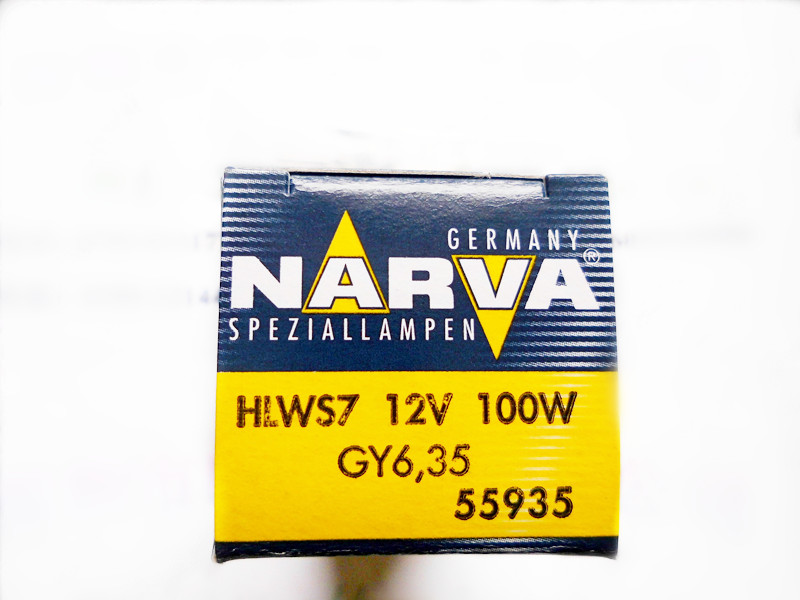 GERMANY
NARVA®
SPEZIALLAMPEN
HLWS7 12V 100W
GY6,35
55935